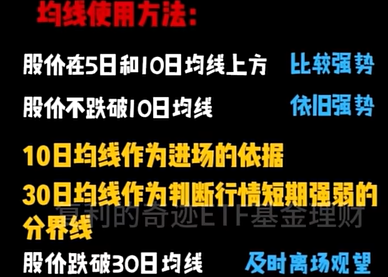 均线使用方法：
股价在5日和10日均线上方 比较强势
股价不跌破10日均线 依旧强势
10日均线作为进场的依据
30日均线作为判断行情短期强弱的
分界线
复利的奇迹ETF基金理财
股价跌破30日均线 及时离场观望